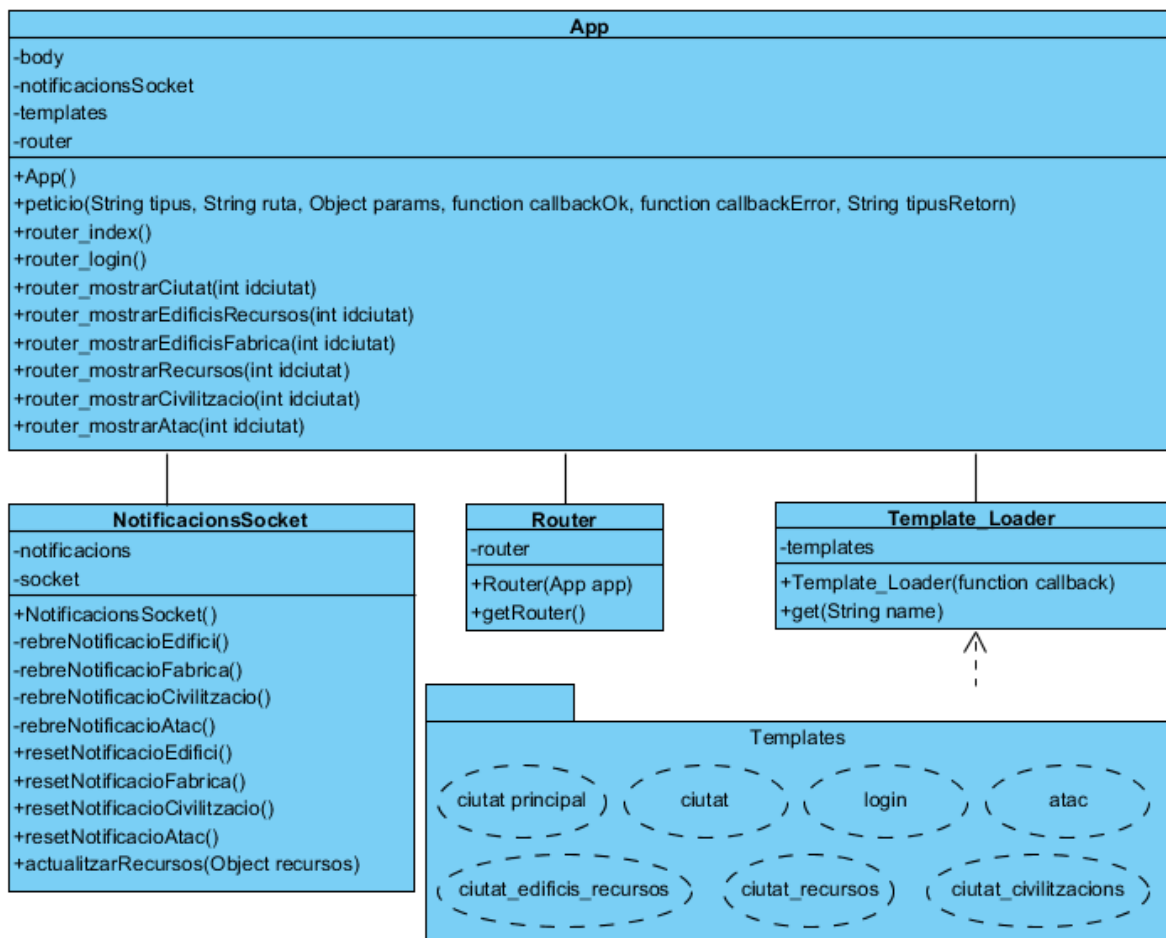 App
-body
-notificacionsSocket
-templates
-router
+App()
+peticio(String tipus, String ruta, Object params, function callbackOk, function callbackError, String tipusRetorn)
+router_index()
+router_login()
+router_mostrarCiutat(int idciutat)
+router_mostrarEdificisRecursos(int idciutat)
+router_mostrarEdificisFabrica(int idciutat)
+router_mostrarRecursos(int idciutat)
+router_mostrarCivilitzacio(int idciutat)
+router_mostrarAtac(int idciutat)
NotificacionsSocket
-notificacions
-socket
+NotificacionsSocket()
-rebreNotificacioEdifici()
-rebreNotificacioFabrica()
-rebreNotificacioCivilitzacio()
-rebreNotificacioAtac()
+resetNotificacioEdifici()
+resetNotificacioFabrica()
+resetNotificacioCivilitzacio()
+resetNotificacioAtac()
+actualitzarRecursos(Object recursos)
Router
-router
+Router(App app)
+getRouter()
Template_Loader
-templates
+Template_Loader(function callback)
+get(String name)
Templates
ciutat principal
ciutat
login
atac
ciutat_edificis_recursos
ciutat_recursos
ciutat_civilitzacions